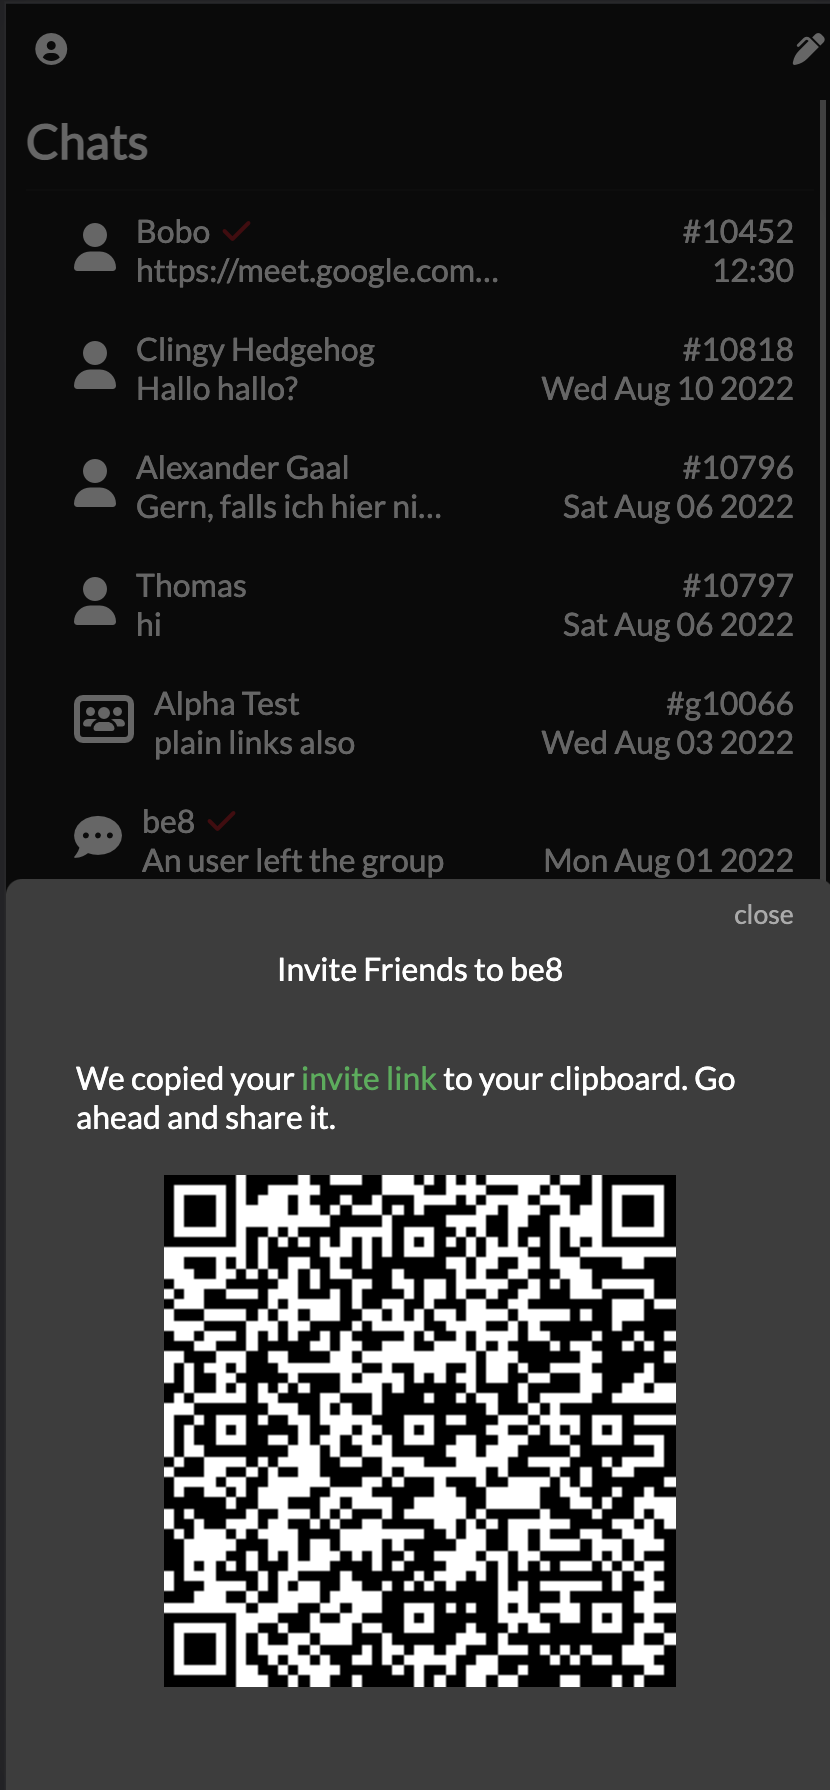 Chats
Bobo #10452
https://meet.google.com... 12:30
Clingy Hedgehog #10818
Hallo hallo? Wed Aug 10 2022
Alexander Gaal #10796
Gern, falls ich hier ni... Sat Aug 06 2022
Thomas #10797
hi Sat Aug 06 2022
Alpha Test #g10066
plain links also Wed Aug 03 2022
be8
An user left the group Mon Aug 01 2022
close
Invite Friends to be8
We copied your invite link to your clipboard. Go
ahead and share it.